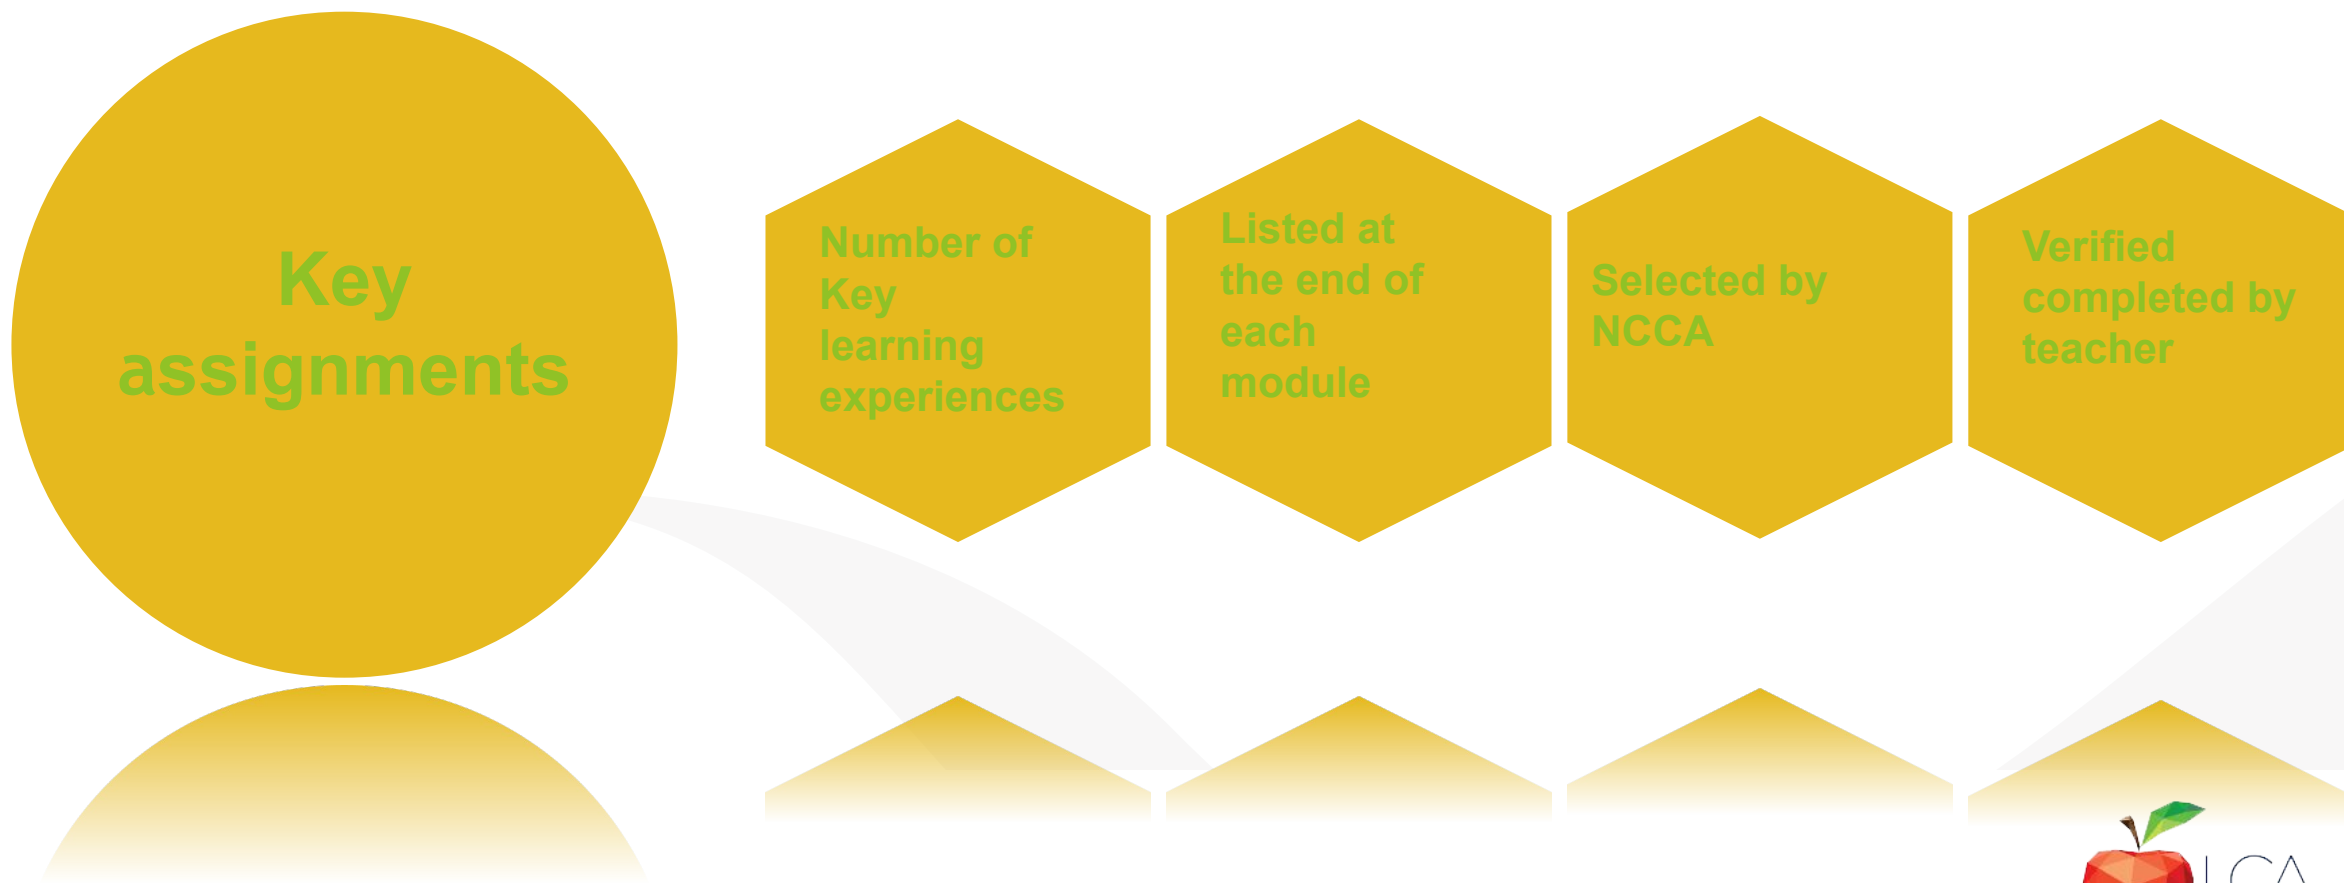 Key
assignments
Number of
Key
learning
experiences
Listed at
the end of
each
module
Selected by
NCCA
Verified
completed by
teacher
LCA